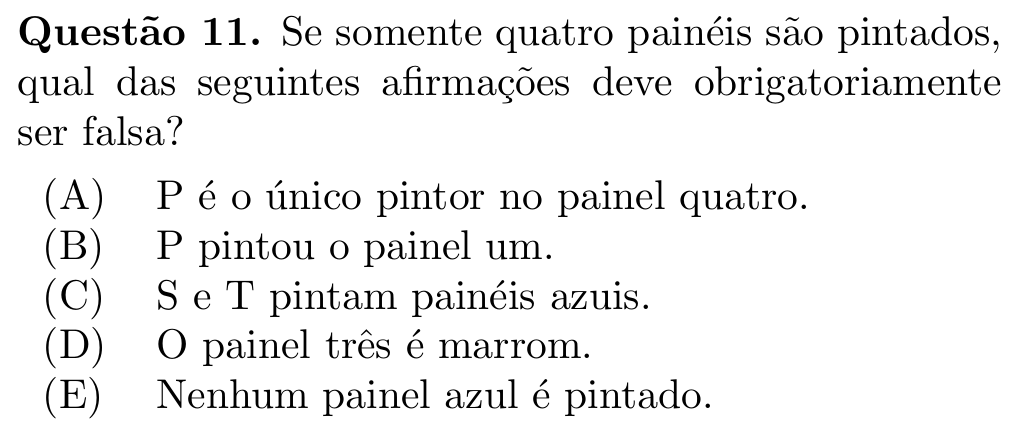 Questão 11. Se somente quatro painéis são pintados,
qual das seguintes afirmações deve obrigatoriamente
ser falsa?
(A) P é o único pintor no painel quatro.
(B) P pintou o painel um.
(C) S e T pintam painéis azuis.
(D) O painel três é marrom.
(E) Nenhum painel azul é pintado.